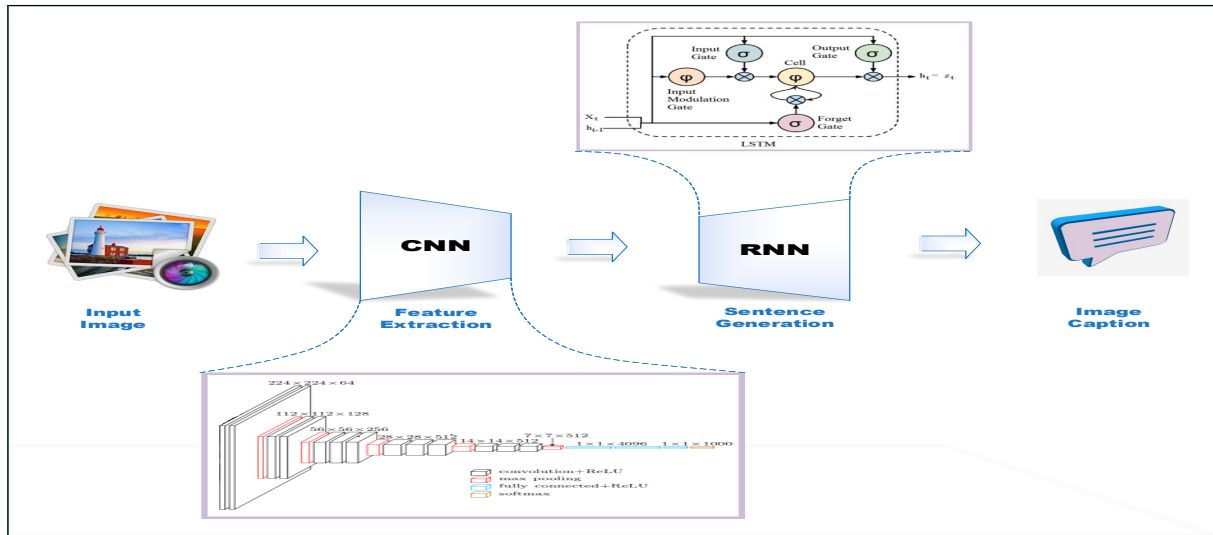 Input
Gate
σ
Output
Gate
σ
Cell
φ
φ
h_t = z_t
Input
Modulation
Gate
X_t
h_t-1
σ
Forget
Gate
LSTM
CNN
RNN
Input
Image
Feature
Extraction
Sentence
Generation
Image
Caption
224×224×64
112×112×128
56×56×256
28×28×512
14×14×512
7×7×512
1×1×4096
1×1×1000
convolution+ReLU
max pooling
fully connected+ReLU
softmax